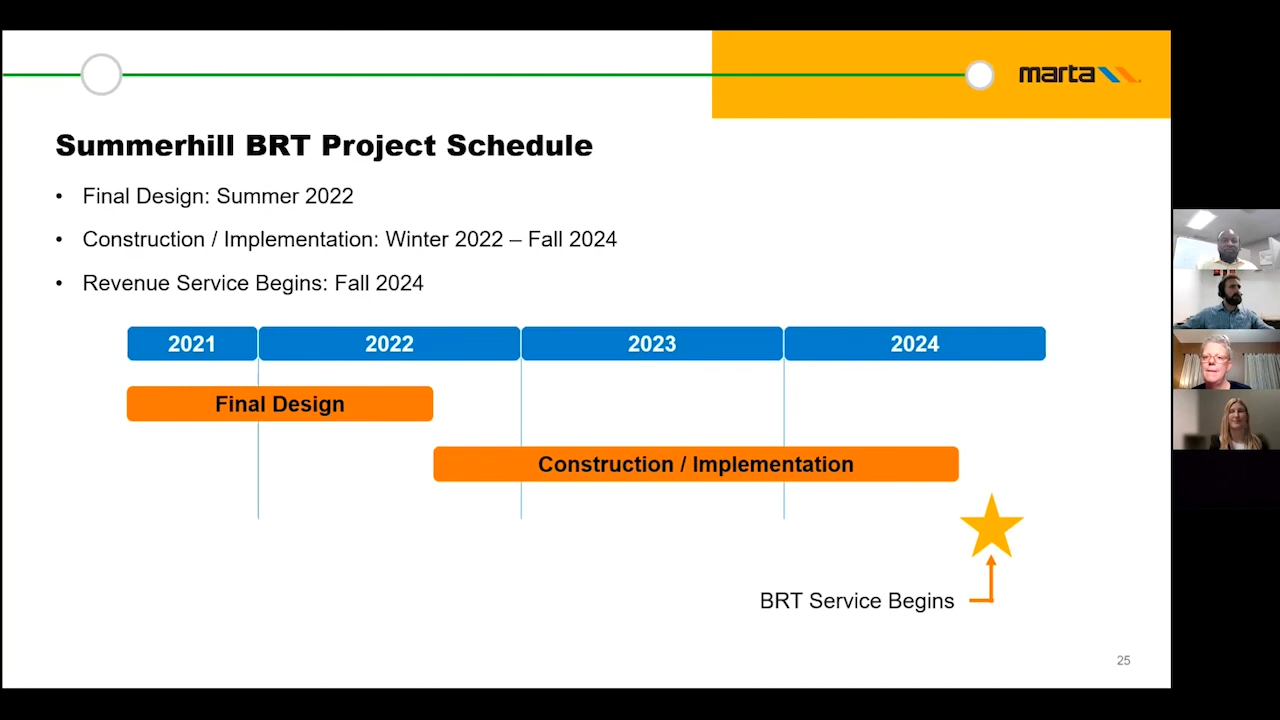 marta
Summerhill BRT Project Schedule
• Final Design: Summer 2022
• Construction / Implementation: Winter 2022 – Fall 2024
• Revenue Service Begins: Fall 2024
2021 2022 2023 2024
Final Design
Construction / Implementation
BRT Service Begins
25